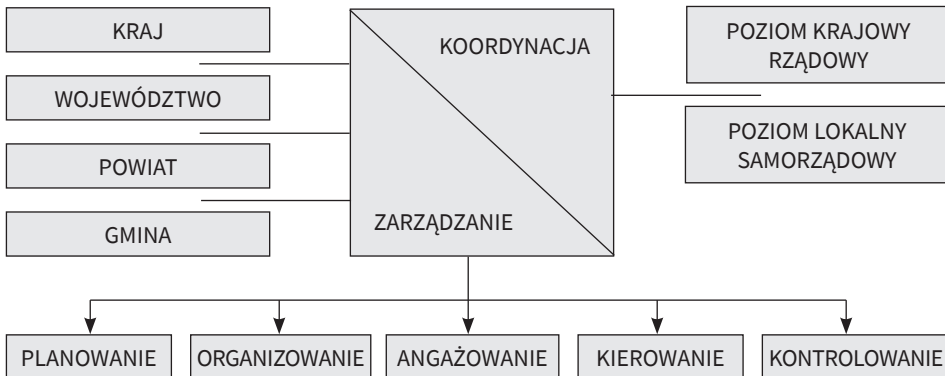 KRAJ
WOJEWÓDZTWO
POWIAT
GMINA
KOORDYNACJA
ZARZĄDZANIE
POZIOM KRAJOWY
RZĄDOWY
POZIOM LOKALNY
SAMORZĄDOWY
PLANOWANIE
ORGANIZOWANIE
ANGAŻOWANIE
KIEROWANIE
KONTROLOWANIE